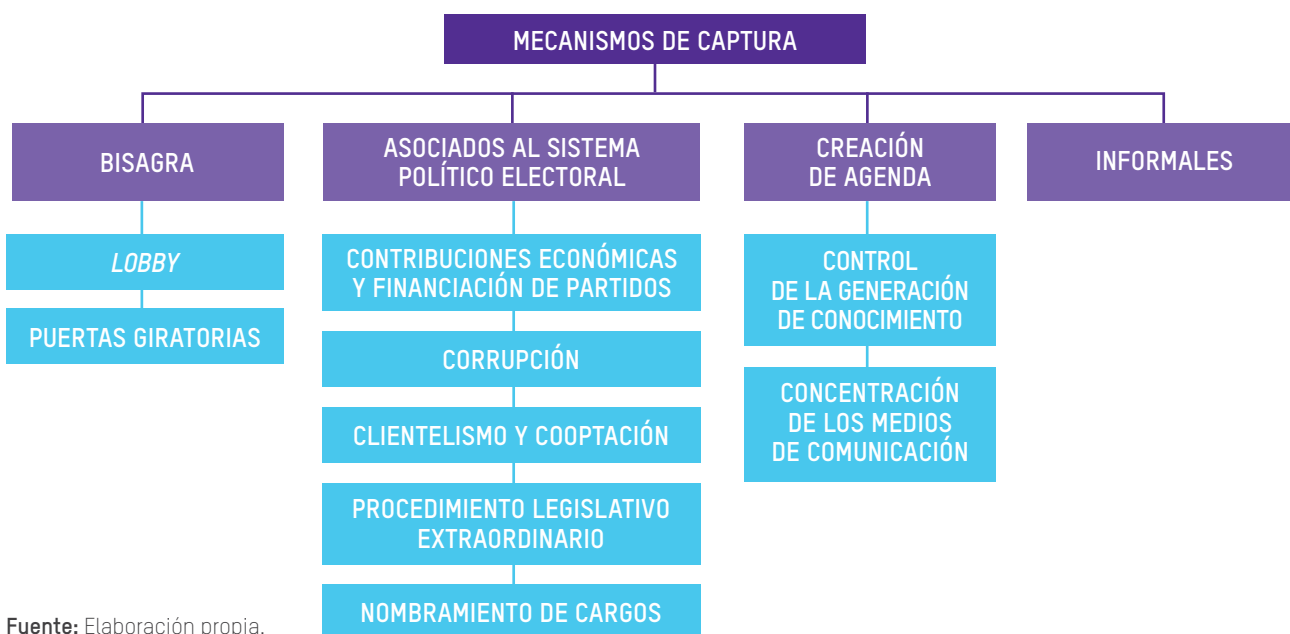 MECANISMOS DE CAPTURA
BISAGRA
LOBBY
PUERTAS GIRATORIAS
ASOCIADOS AL SISTEMA
POLÍTICO ELECTORAL
CONTRIBUCIONES ECONÓMICAS
Y FINANCIACIÓN DE PARTIDOS
CORRUPCIÓN
CLIENTELISMO Y COOPTACIÓN
PROCEDIMIENTO LEGISLATIVO
EXTRAORDINARIO
NOMBRAMIENTO DE CARGOS
CREACIÓN
DE AGENDA
CONTROL
DE LA GENERACIÓN
DE CONOCIMIENTO
CONCENTRACIÓN
DE LOS MEDIOS
DE COMUNICACIÓN
INFORMALES
Fuente: Elaboración propia.